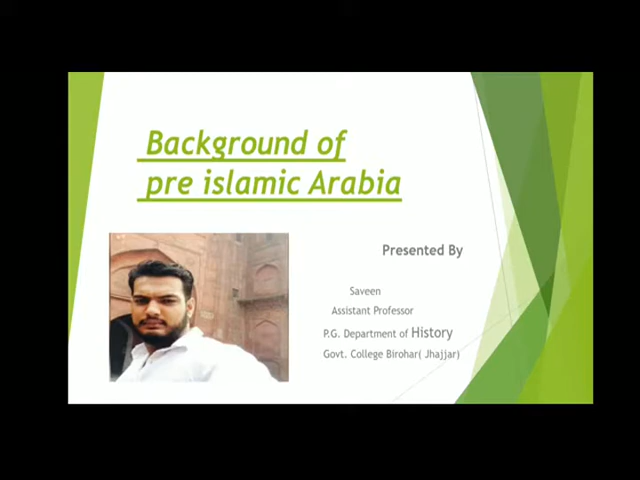 Background of
pre islamic Arabia
Presented By
Saveen
Assistant Professor
P.G. Department of History
Govt. College Birohar( Jhajjar)